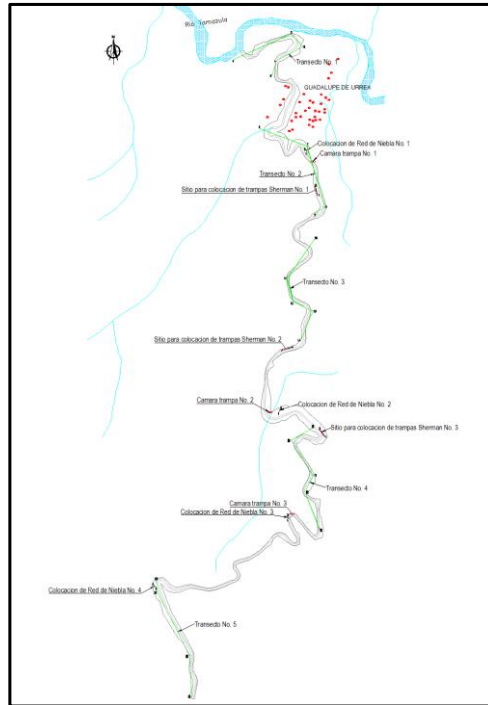 Río Tamazula
Transecto No. 1
GUADALUPE DE URREA
Colocacion de Red de Niebla No. 1
Camara trampa No. 1
Transecto No. 2
Sitio para colocacion de trampas Sherman No. 1
Transecto No. 3
Sitio para colocacion de trampas Sherman No. 2
Camara trampa No. 2
Colocacion de Red de Niebla No. 2
Sitio para colocacion de trampas Sherman No. 3
Transecto No. 4
Camara trampa No. 3
Colocacion de Red de Niebla No. 3
Colocacion de Red de Niebla No. 4
Transecto No. 5